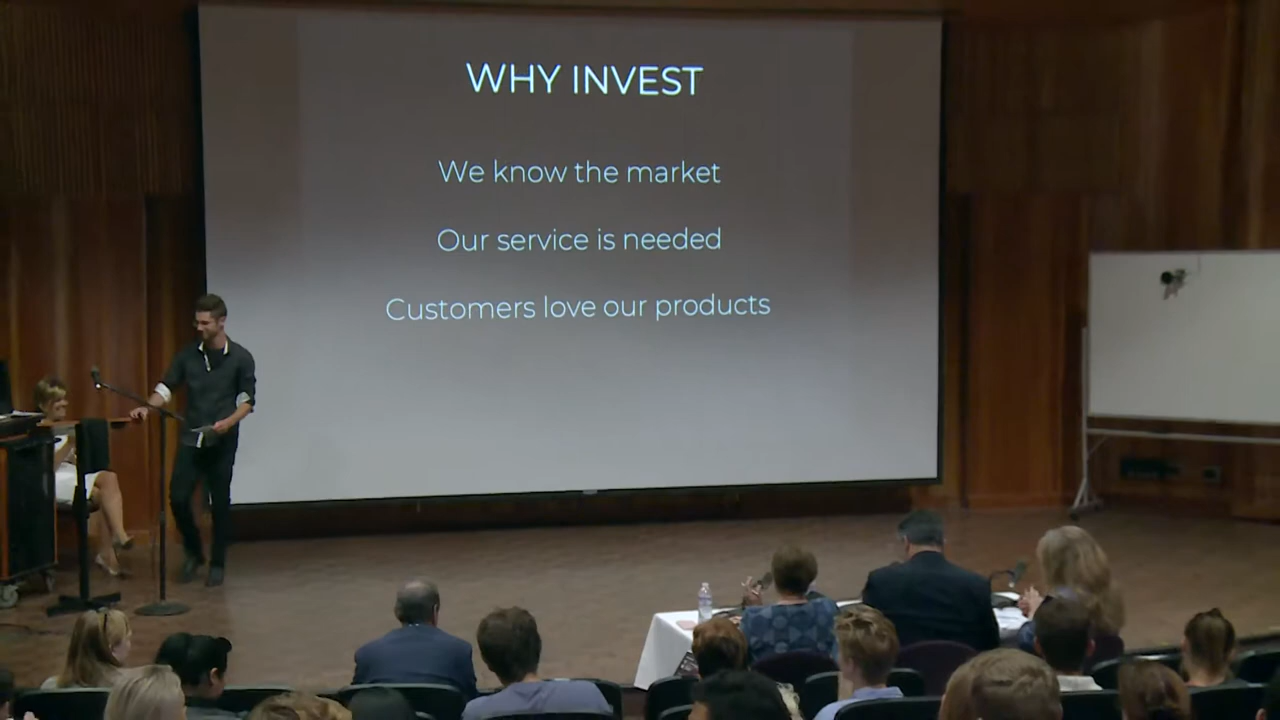 WHY INVEST
We know the market
Our service is needed
Customers love our products